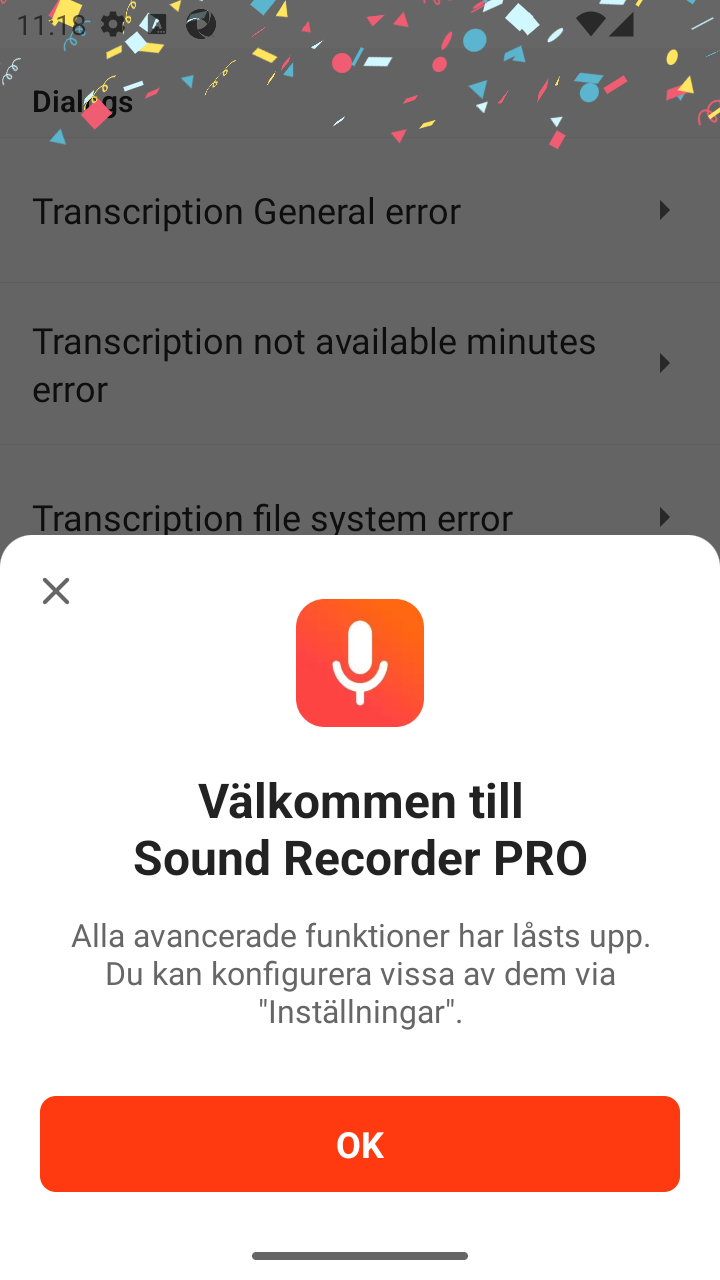 11:18
Dialogs
Transcription General error
Transcription not available minutes
error
Transcription file system error
Välkommen till
Sound Recorder PRO
Alla avancerade funktioner har låsts upp.
Du kan konfigurera vissa av dem via
"Inställningar".
OK